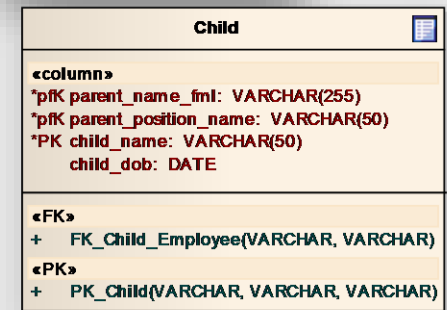 Child
«column»
*pfK parent_name_fml: VARCHAR(255)
*pfK parent_position_name: VARCHAR(50)
*PK child_name: VARCHAR(50)
child_dob: DATE
«FK»
+ FK_Child_Employee(VARCHAR, VARCHAR)
«PK»
+ PK_Child(VARCHAR, VARCHAR, VARCHAR)